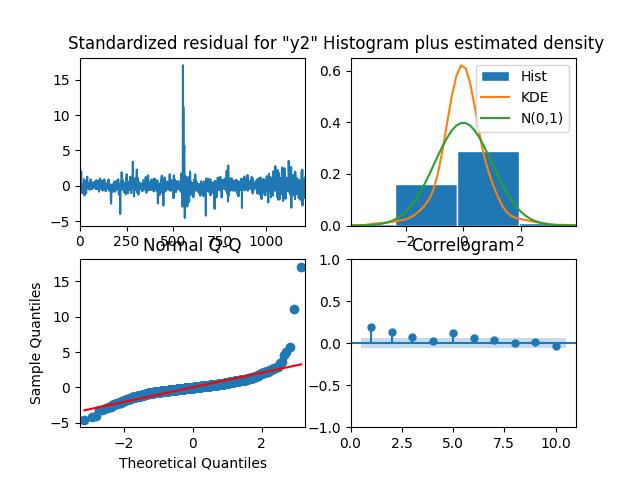 Standardized residual for "y2"
Histogram plus estimated density
15
10
5
0
−5
0 250 500 750 1000
0.6
0.4
0.2
0.0
−2 0 2
Hist
KDE
N(0,1)
Normal Q-Q
Correlogram
Sample Quantiles
15
10
5
0
−5
−2 0 2
Theoretical Quantiles
1.0
0.5
0.0
−0.5
−1.0
0.0 2.5 5.0 7.5 10.0